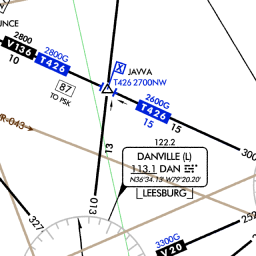 UNCE
2800
2800G
V136
T426
10
X
JAVVA
T426 2700NW
87
TO PSK
2600G
T426
15
15
R-043
13
122.2
DANVILLE (L)
113.1 DAN
N36°34.13' W79°20.20'
LEESBURG
300
013
327
252
3300G
V20